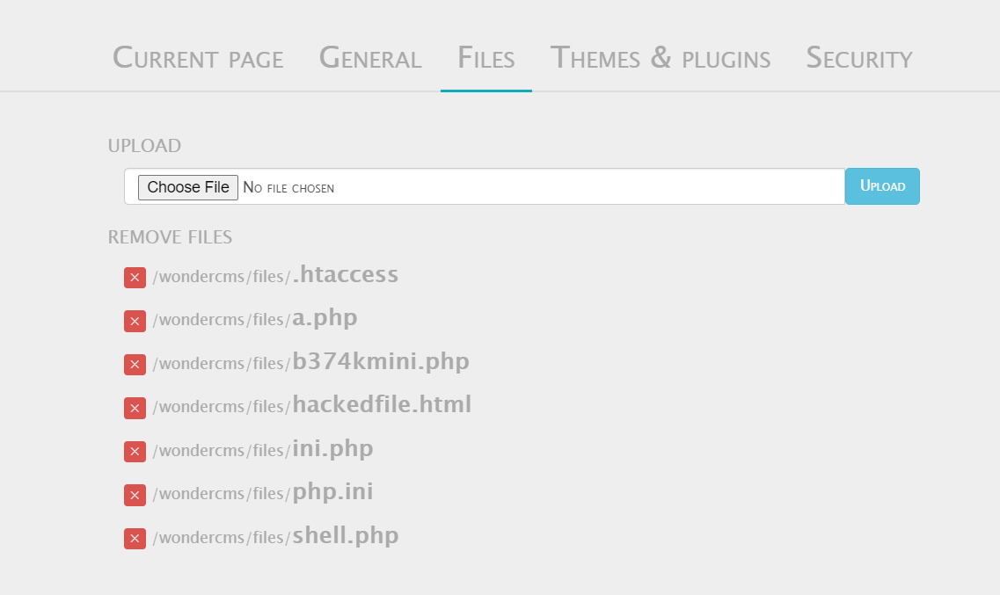 Current page General Files Themes & plugins Security
UPLOAD
Choose File No file chosen Upload
REMOVE FILES
× /wondercms/files/.htaccess
× /wondercms/files/a.php
× /wondercms/files/b374kmini.php
× /wondercms/files/hackedfile.html
× /wondercms/files/ini.php
× /wondercms/files/php.ini
× /wondercms/files/shell.php